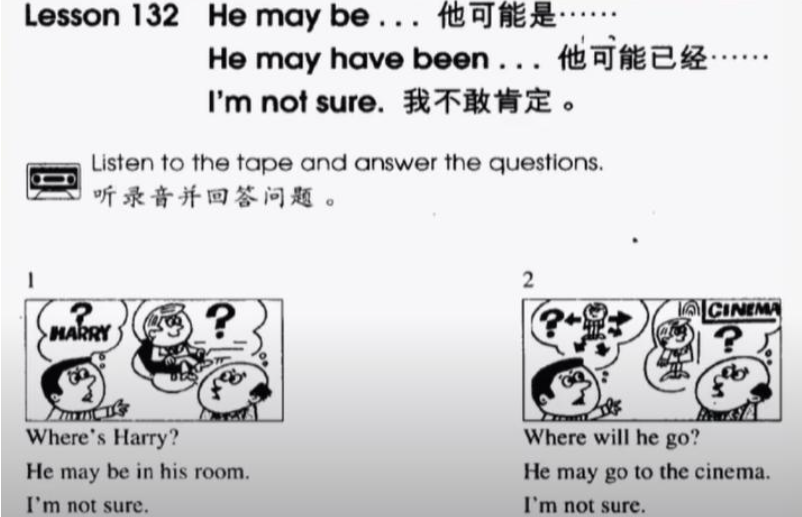 Lesson 132 He may be . . . 他可能是……
He may have been . . . 他可能已经……
I'm not sure. 我不敢肯定。
Listen to the tape and answer the questions.
听录音并回答问题。
1
?
HARRY
?
Where's Harry?
He may be in his room.
I'm not sure.
2
?
CINEMA
?
Where will he go?
He may go to the cinema.
I'm not sure.